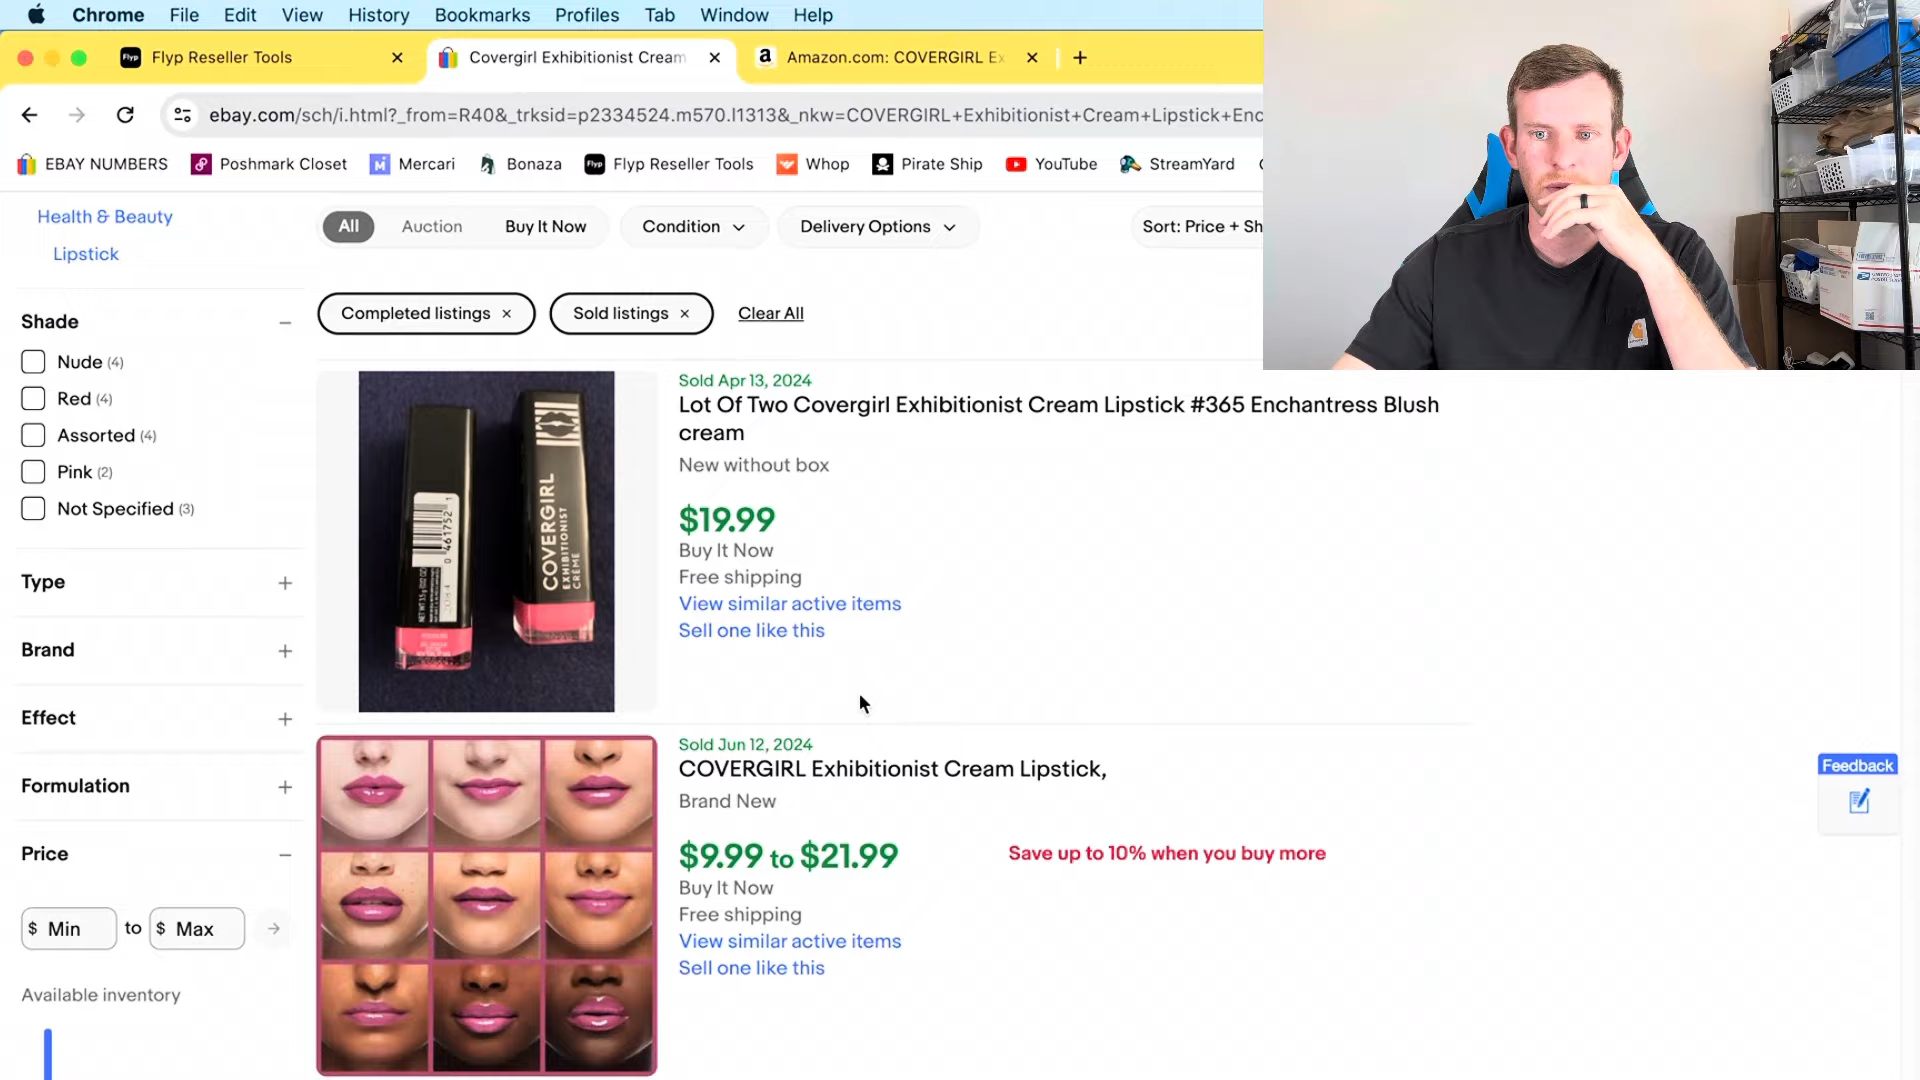 Chrome File Edit View History Bookmarks Profiles Tab Window Help
Flyp Flyp Reseller Tools
Covergirl Exhibitionist Cream
Amazon.com: COVERGIRL Ex
ebay.com/sch/i.html?_from=R40&_trksid=p2334524.m570.l1313&_nkw=COVERGIRL+Exhibitionist+Cream+Lipstick+Enc
EBAY NUMBERS Poshmark Closet Mercari Bonaza Flyp Flyp Reseller Tools Whop Pirate Ship YouTube StreamYard
Health & Beauty
Lipstick
All Auction Buy It Now Condition Delivery Options Sort: Price + Sh
Completed listings × Sold listings × Clear All
Shade
Nude (4)
Red (4)
Assorted (4)
Pink (2)
Not Specified (3)
Type
Brand
Effect
Formulation
Price
$ Min to $ Max
Available inventory
COVERGIRL
EXHIBITIONIST
CRÈME
Sold Apr 13, 2024
Lot Of Two Covergirl Exhibitionist Cream Lipstick #365 Enchantress Blush
cream
New without box
$19.99
Buy It Now
Free shipping
View similar active items
Sell one like this
Sold Jun 12, 2024
COVERGIRL Exhibitionist Cream Lipstick,
Brand New
$9.99 to $21.99
Save up to 10% when you buy more
Buy It Now
Free shipping
View similar active items
Sell one like this
Feedback